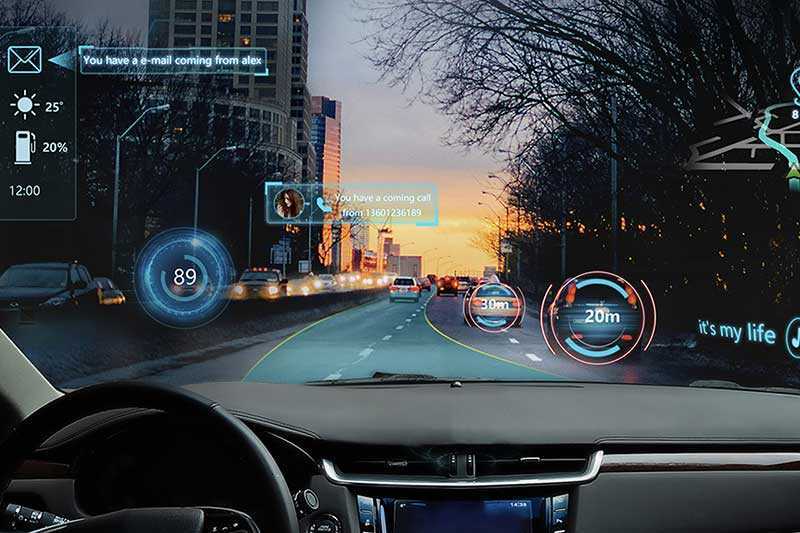 You have a e-mail coming from alex
25°
20%
12:00
You have a coming call
from 13601236189
89
30m
20m
8
it's my life